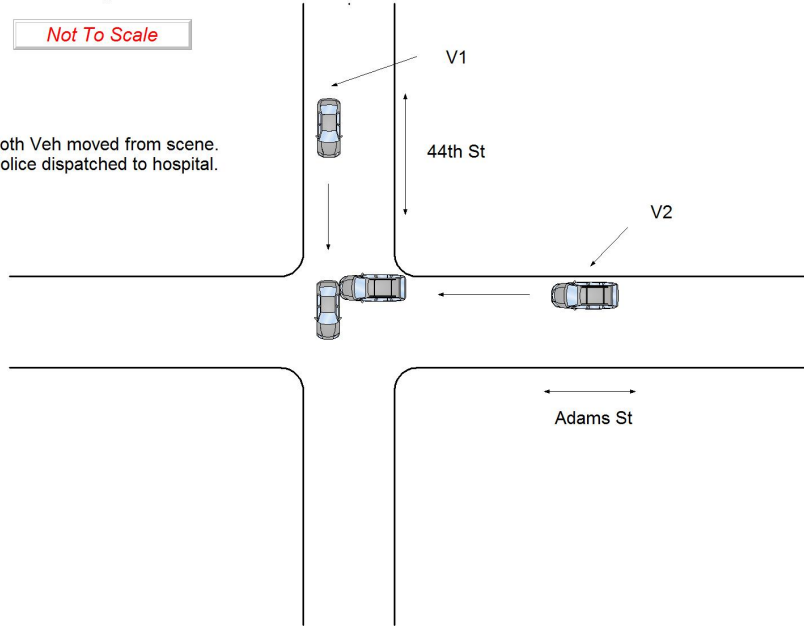 Not To Scale
V1
oth Veh moved from scene.
olice dispatched to hospital.
44th St
V2
Adams St